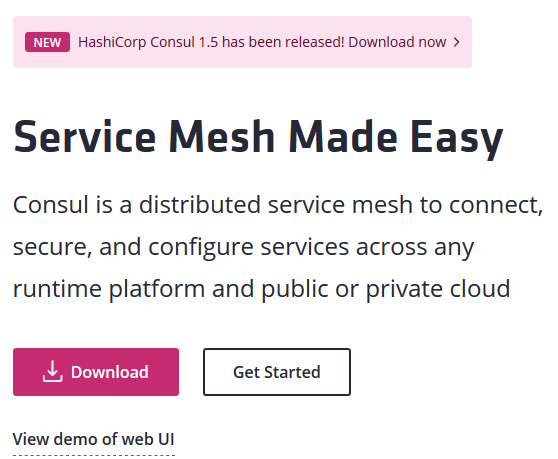 NEW HashiCorp Consul 1.5 has been released! Download now
Service Mesh Made Easy
Consul is a distributed service mesh to connect,
secure, and configure services across any
runtime platform and public or private cloud
Download Get Started
View demo of web UI